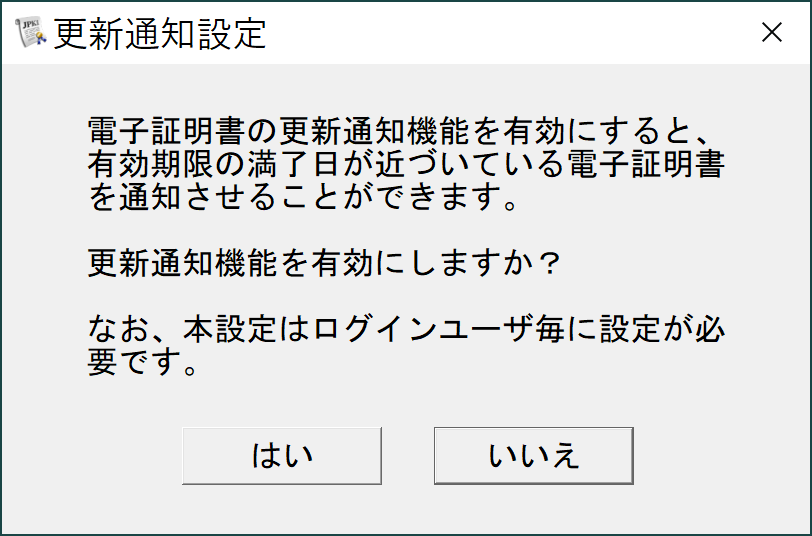 JPKI
更新通知設定
電子証明書の更新通知機能を有効にすると、
有効期限の満了日が近づいている電子証明書
を通知させることができます。
更新通知機能を有効にしますか？
なお、本設定はログインユーザ毎に設定が必
要です。
はい
いいえ